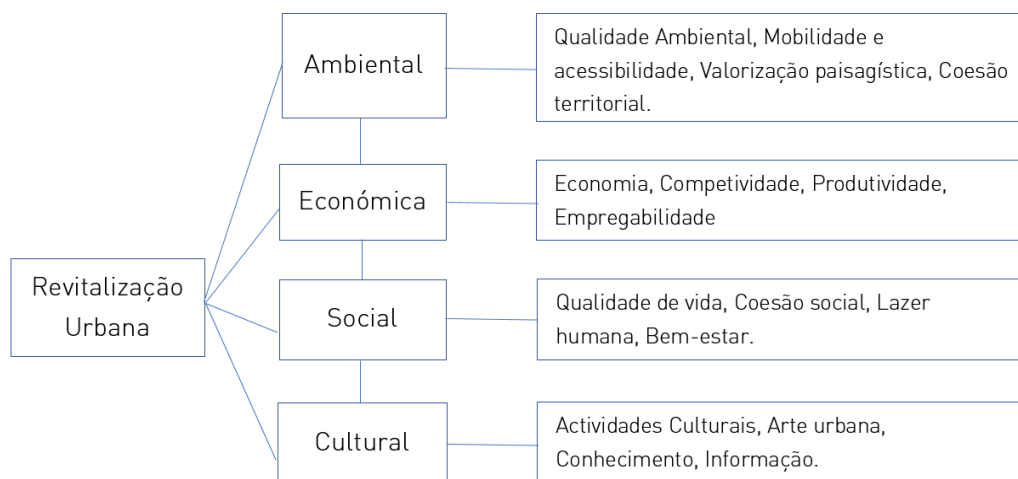 Ambiental
Qualidade Ambiental, Mobilidade e
acessibilidade, Valorização paisagística, Coesão
territorial.
Económica
Economia, Competividade, Produtividade,
Empregabilidade
Revitalização
Urbana
Social
Qualidade de vida, Coesão social, Lazer
humana, Bem-estar.
Cultural
Actividades Culturais, Arte urbana,
Conhecimento, Informação.